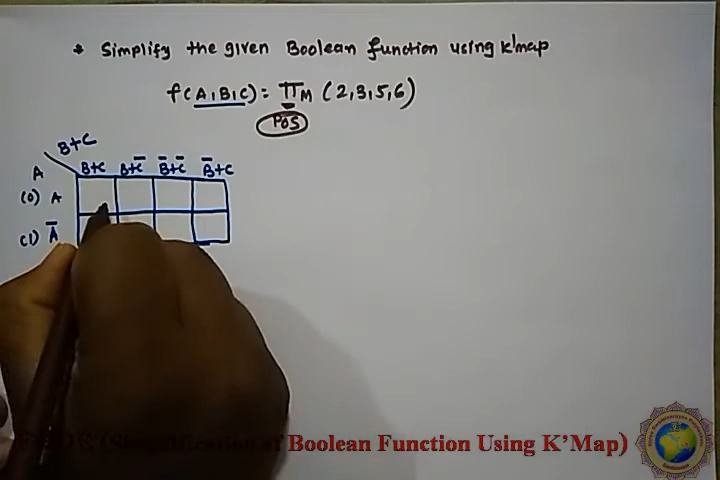 * Simplify the given Boolean function using k'map
f(A,B,C) = πM (2,3,5,6)
POS
B+C
A
B+C B+C̅ B̅+C̅ B̅+C
(0) A
(1) A̅
of Boolean Function Using K'Map)